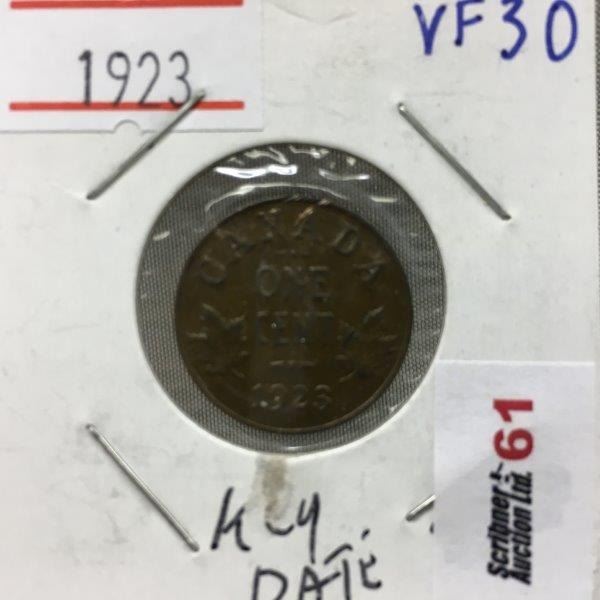 1923
VF30
CANADA
ONE
CENT
1923
Key
DATE
61
Scribner
Auction Ltd.